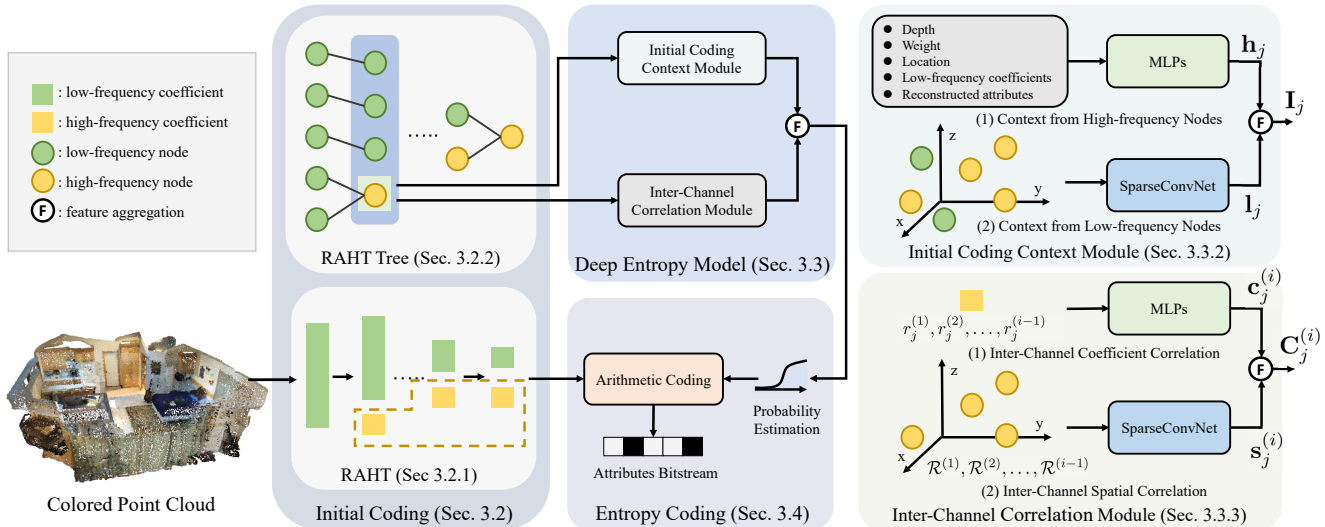 : low-frequency coefficient
: high-frequency coefficient
: low-frequency node
: high-frequency node
F : feature aggregation
Colored Point Cloud
.....
RAHT Tree (Sec. 3.2.2)
.....
RAHT (Sec 3.2.1)
Initial Coding (Sec. 3.2)
Initial Coding
Context Module
F
Inter-Channel
Correlation Module
Deep Entropy Model (Sec. 3.3)
Arithmetic Coding
Probability
Estimation
Attributes Bitstream
Entropy Coding (Sec. 3.4)
● Depth
● Weight
● Location
● Low-frequency coefficients
● Reconstructed attributes
MLPs
h_j
(1) Context from High-frequency Nodes
F
I_j
z
y
x
SparseConvNet
l_j
(2) Context from Low-frequency Nodes
Initial Coding Context Module (Sec. 3.3.2)
r_j^{(1)}, r_j^{(2)}, . . . , r_j^{(i-1)}
MLPs
c_j^{(i)}
(1) Inter-Channel Coefficient Correlation
F
C_j^{(i)}
z
y
x
SparseConvNet
s_j^{(i)}
R^{(1)}, R^{(2)}, . . . , R^{(i-1)}
(2) Inter-Channel Spatial Correlation
Inter-Channel Correlation Module (Sec. 3.3.3)